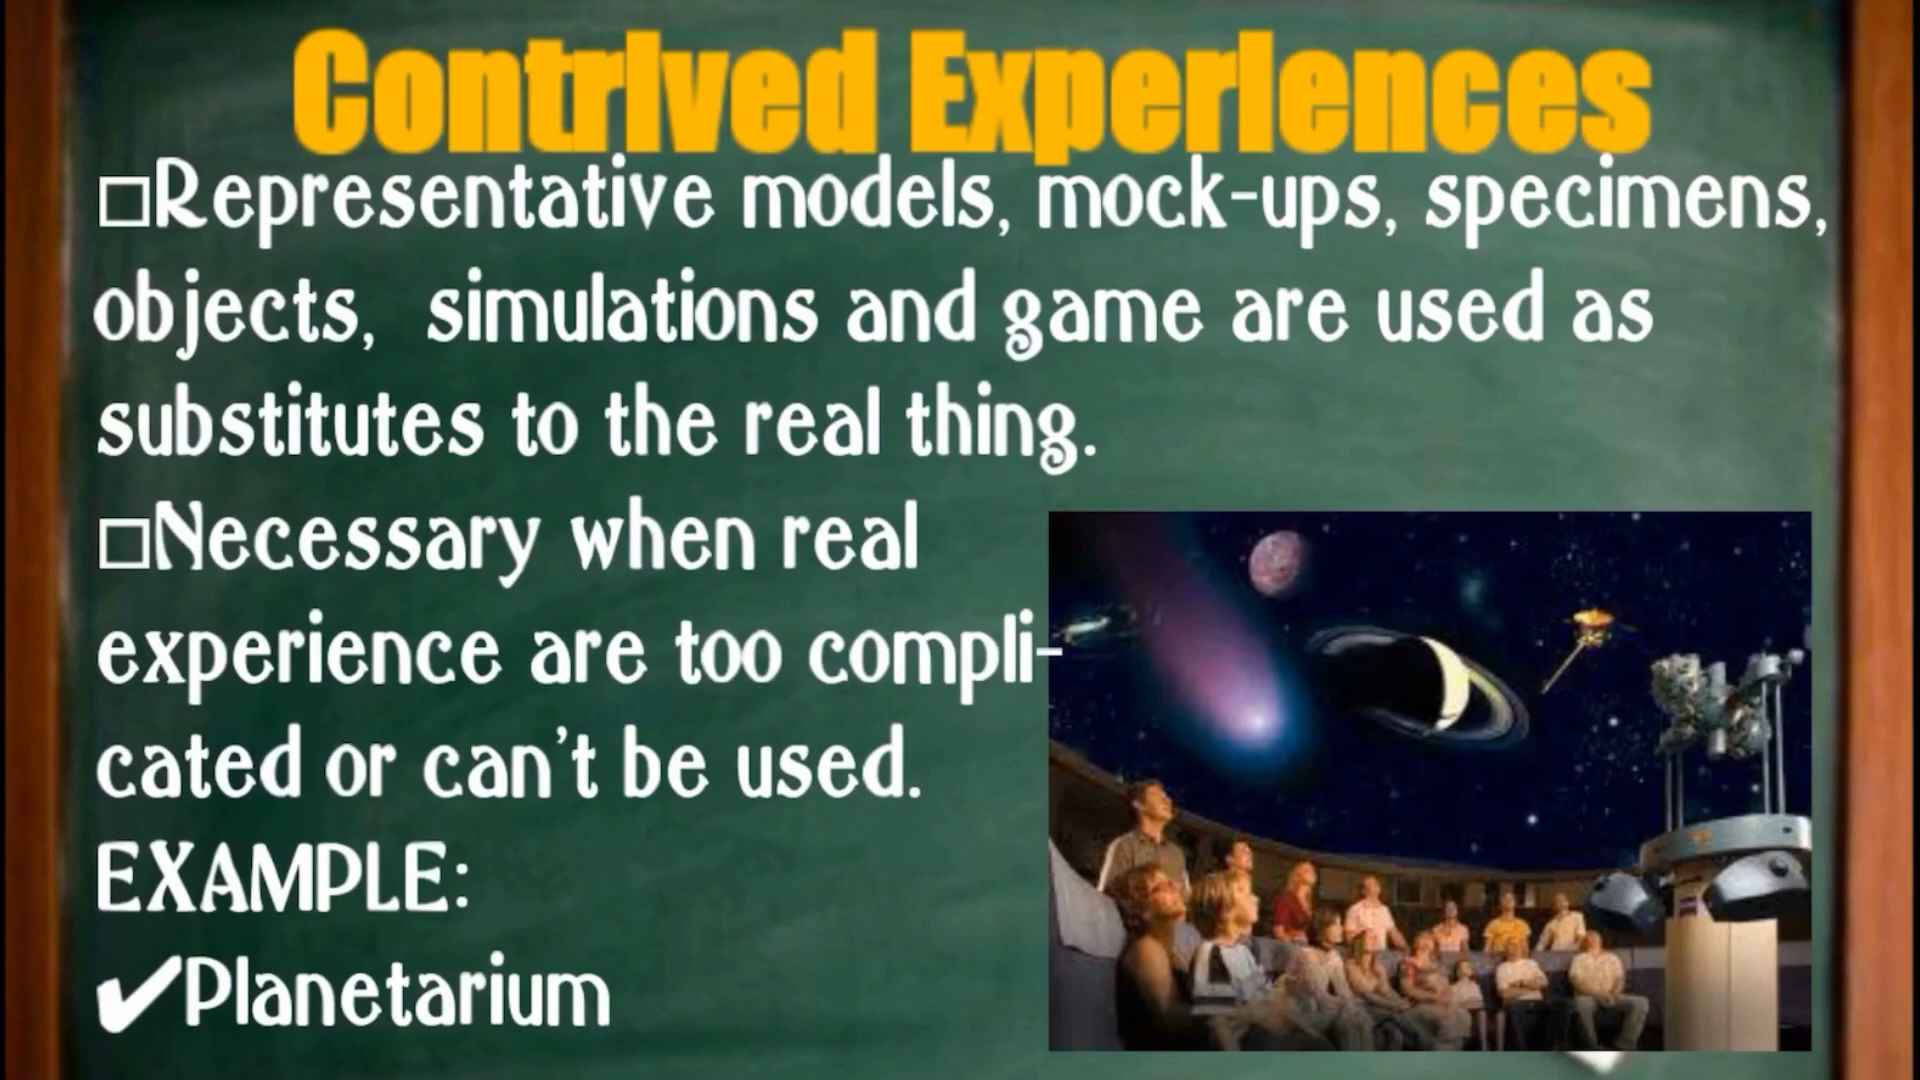 Contrived Experiences
□Representative models, mock-ups, specimens,
objects, simulations and game are used as
substitutes to the real thing.
□Necessary when real
experience are too compli-
cated or can't be used.
EXAMPLE:
✔Planetarium